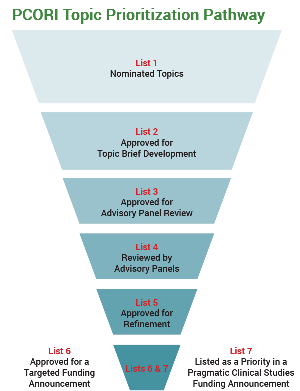 PCORI Topic Prioritization Pathway
List 1
Nominated Topics
List 2
Approved for
Topic Brief Development
List 3
Approved for
Advisory Panel Review
List 4
Reviewed by
Advisory Panels
List 5
Approved for
Refinement
List 6
Approved for a
Targeted Funding
Announcement
Lists 6 & 7
List 7
Listed as a Priority in a
Pragmatic Clinical Studies
Funding Announcement